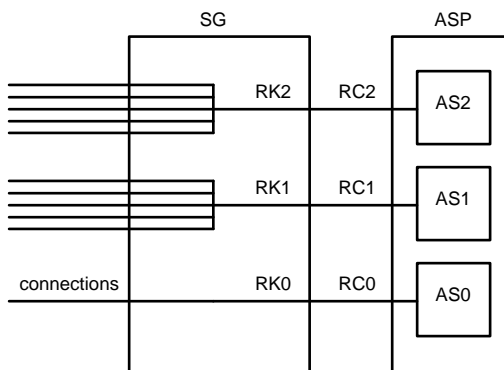 SG ASP
RK2 RC2 AS2
RK1 RC1 AS1
connections RK0 RC0 AS0